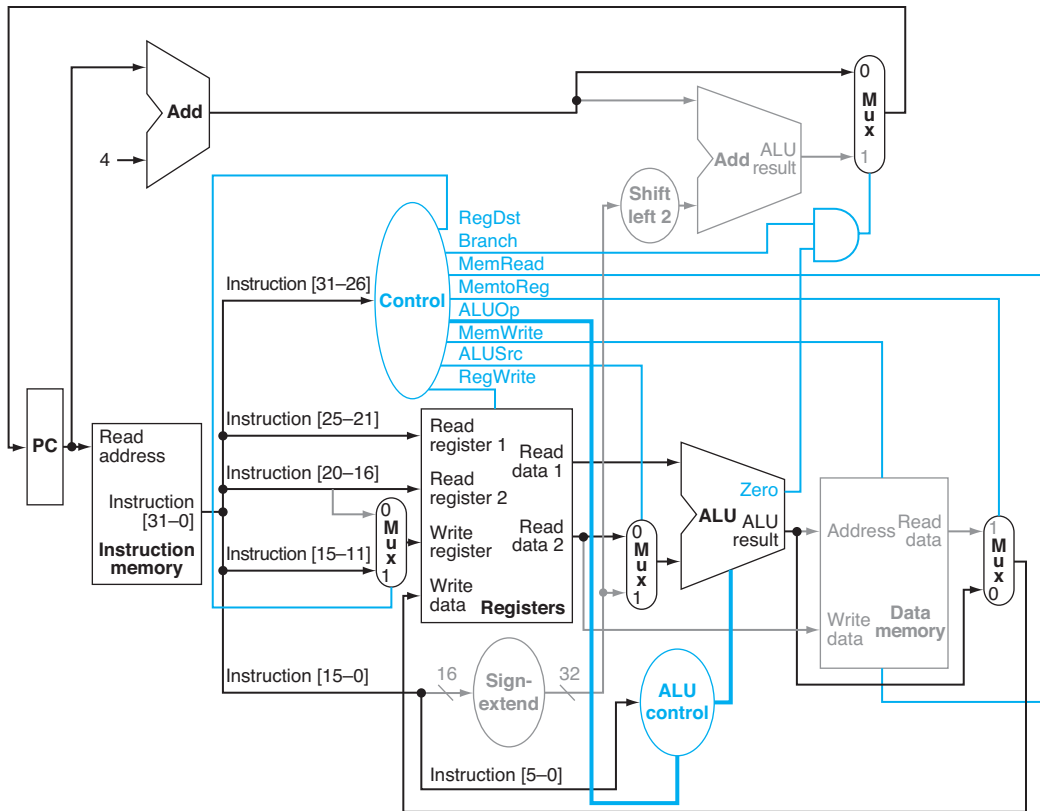 0
Mux
1
Add
4
Add
ALU
result
Shift
left 2
RegDst
Branch
MemRead
MemtoReg
ALUOp
MemWrite
ALUSrc
RegWrite
Control
Instruction [31–26]
Instruction [25–21]
Instruction [20–16]
Instruction [15–11]
Instruction [15–0]
Instruction [5–0]
PC
Read
address
Instruction
[31–0]
Instruction
memory
0
Mux
1
Read
register 1
Read
register 2
Write
register
Write
data
Read
data 1
Read
data 2
Registers
0
Mux
1
Zero
ALU
ALU
result
Address
Read
data
Write
data
Data
memory
1
Mux
0
16
Sign-
extend
32
ALU
control